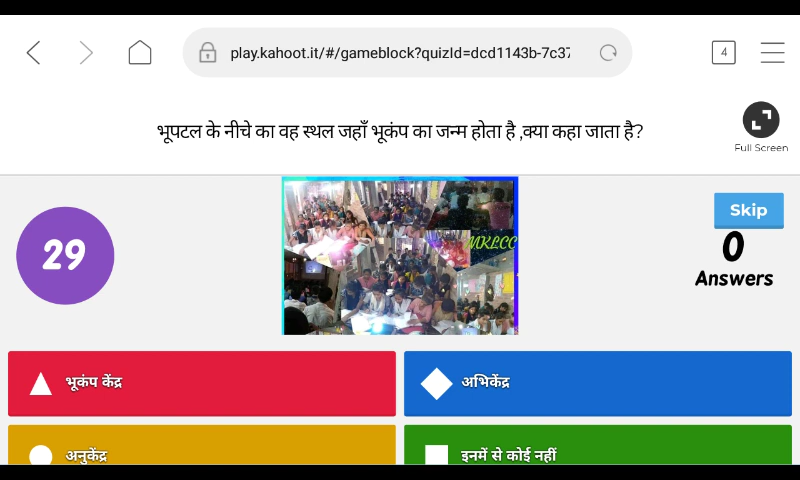 play.kahoot.it/#/gameblock?quizId=dcd1143b-7c37
4
भूपटल के नीचे का वह स्थल जहाँ भूकंप का जन्म होता है ,क्या कहा जाता है?
Full Screen
29
MKLCC
Skip
0
Answers
भूकंप केंद्र
अभिकेंद्र
अनुकेंद्र
इनमें से कोई नहीं